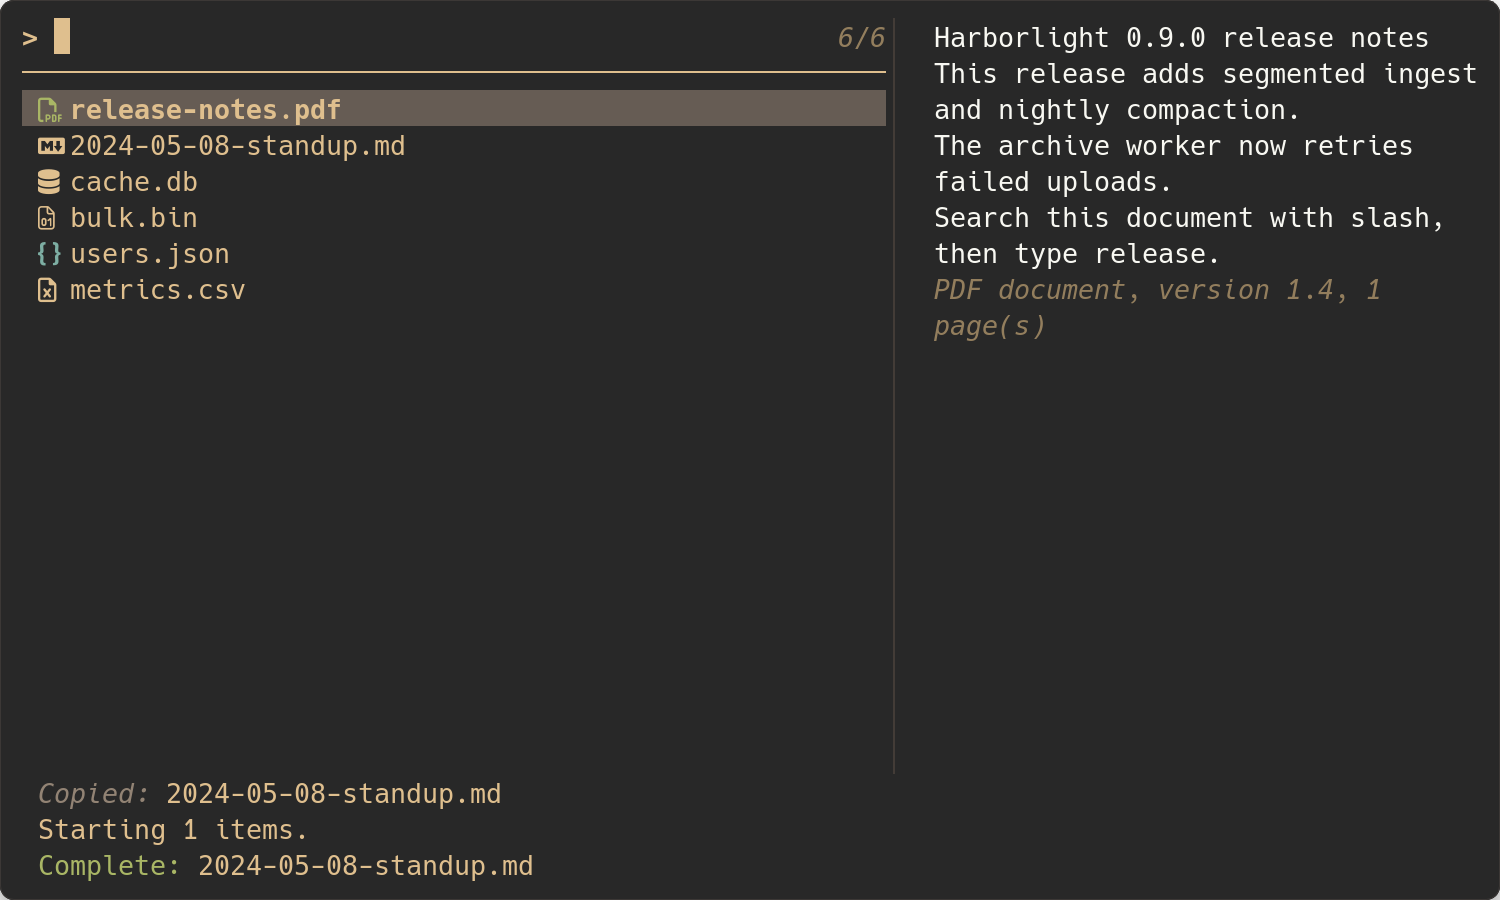 > 6/6
release-notes.pdf
2024-05-08-standup.md
cache.db
bulk.bin
users.json
metrics.csv
Harborlight 0.9.0 release notes
This release adds segmented ingest
and nightly compaction.
The archive worker now retries
failed uploads.
Search this document with slash,
then type release.
PDF document, version 1.4, 1
page(s)
Copied: 2024-05-08-standup.md
Starting 1 items.
Complete: 2024-05-08-standup.md